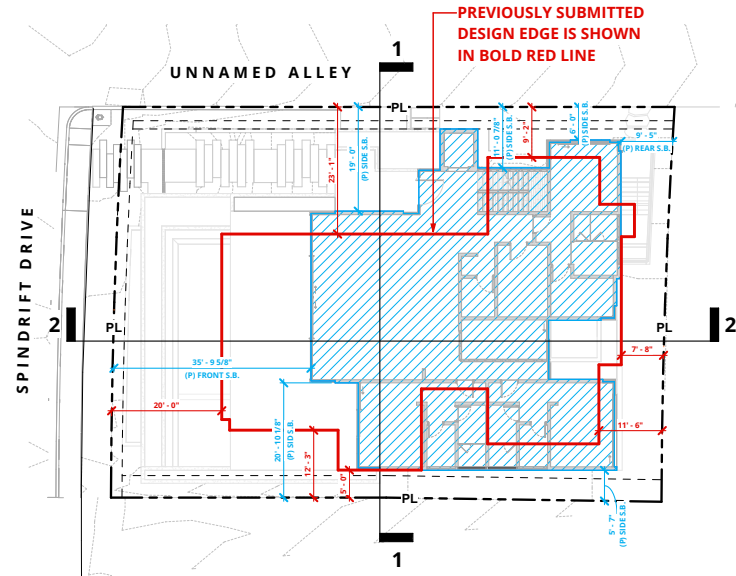 PREVIOUSLY SUBMITTED
DESIGN EDGE IS SHOWN
IN BOLD RED LINE
1
UNNAMED ALLEY
PL
23' - 1"
19' - 0"
(P) SIDE S.B.
11' - 0 7/8"
(P) SIDE S.B.
9' - 2"
6' - 0"
(P) SIDE S.B.
9' - 5"
(P) REAR S.B.
SPINDRIFT DRIVE
2
PL
PL
2
35' - 9 5/8"
(P) FRONT S.B.
7' - 8"
20' - 0"
20' - 10 1/8"
(P) SID S.B.
12' - 3"
5' - 0"
11' - 6"
PL
5' - 7"
(P) SIDE S.B.
1